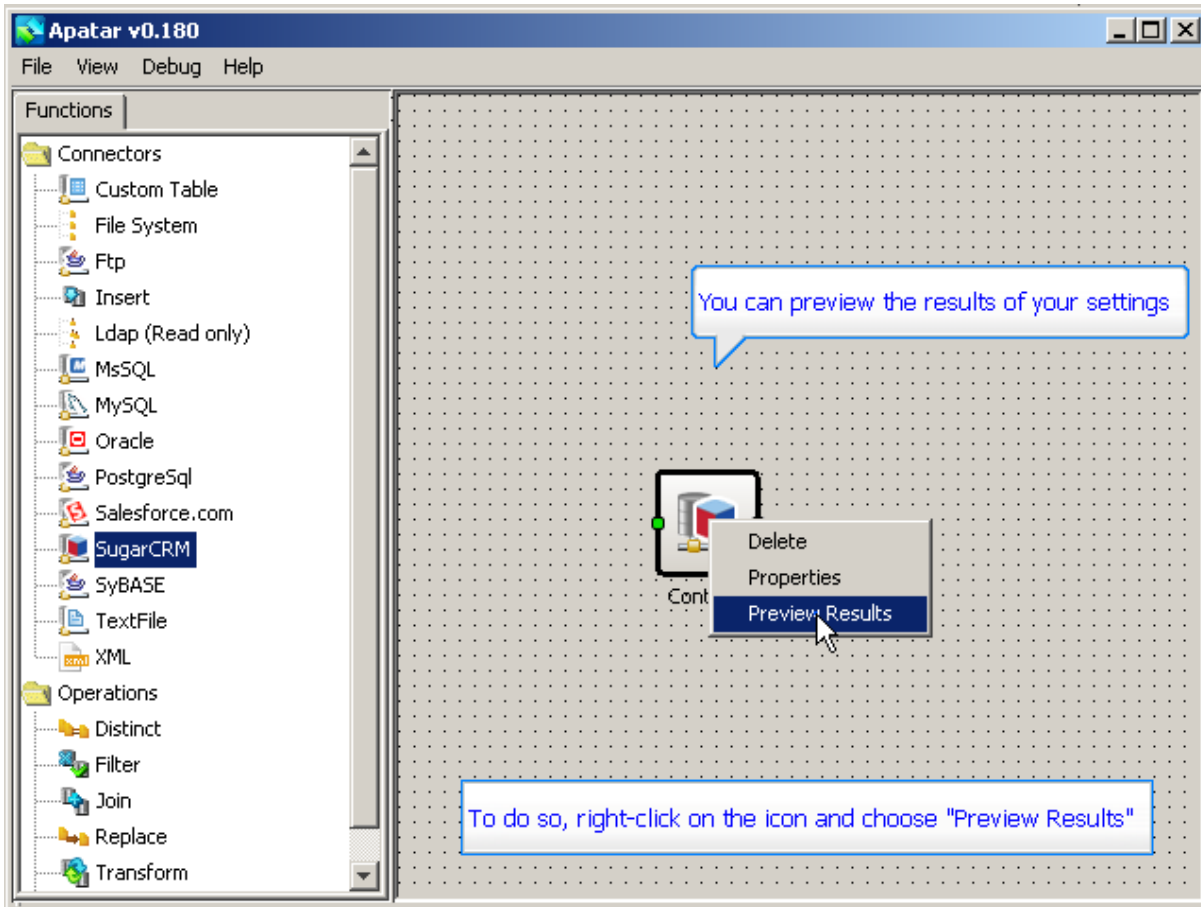 Apatar v0.180
File View Debug Help
Functions
Connectors
Custom Table
File System
Ftp
Insert
Ldap (Read only)
MsSQL
MySQL
Oracle
PostgreSql
Salesforce.com
SugarCRM
SyBASE
TextFile
XML
Operations
Distinct
Filter
Join
Replace
Transform
You can preview the results of your settings
Cont
Delete
Properties
Preview Results
To do so, right-click on the icon and choose "Preview Results"